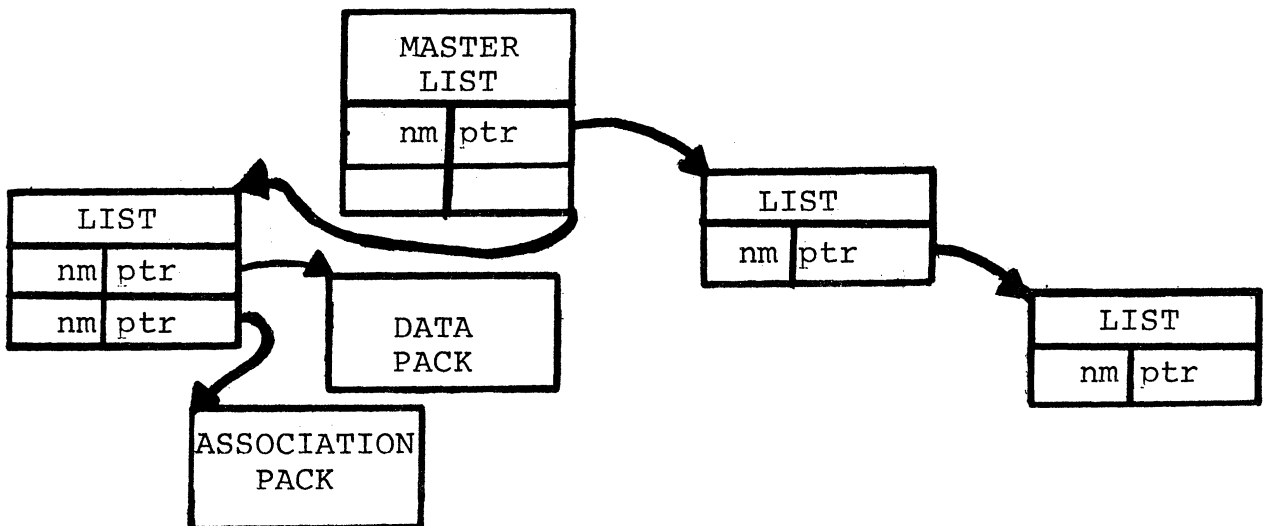 MASTER
LIST
nm ptr
LIST
nm ptr
nm ptr
DATA
PACK
ASSOCIATION
PACK
LIST
nm ptr
LIST
nm ptr